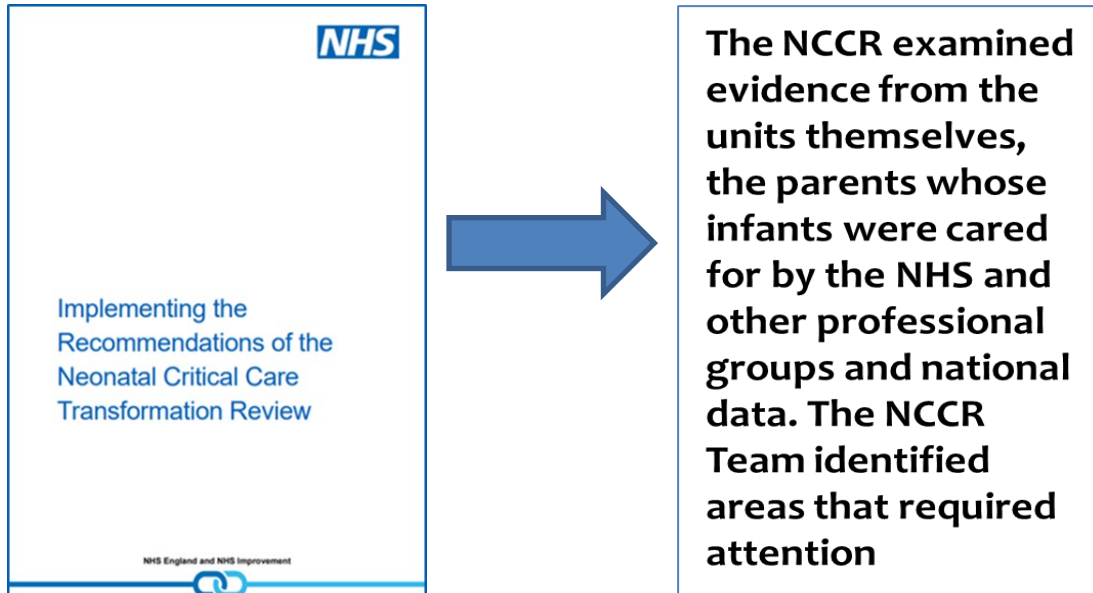 NHS
Implementing the
Recommendations of the
Neonatal Critical Care
Transformation Review
NHS England and NHS Improvement
The NCCR examined
evidence from the
units themselves,
the parents whose
infants were cared
for by the NHS and
other professional
groups and national
data. The NCCR
Team identified
areas that required
attention